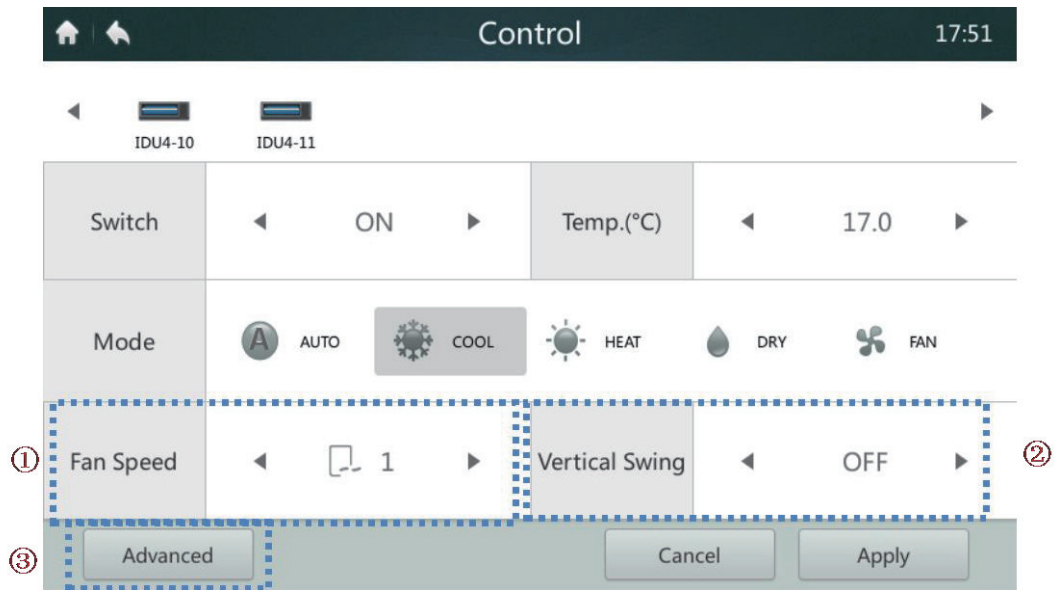 Control 17:51
IDU4-10 IDU4-11
Switch ON Temp.(°C) 17.0
Mode A AUTO COOL HEAT DRY FAN
① Fan Speed 1 Vertical Swing OFF ②
③ Advanced Cancel Apply